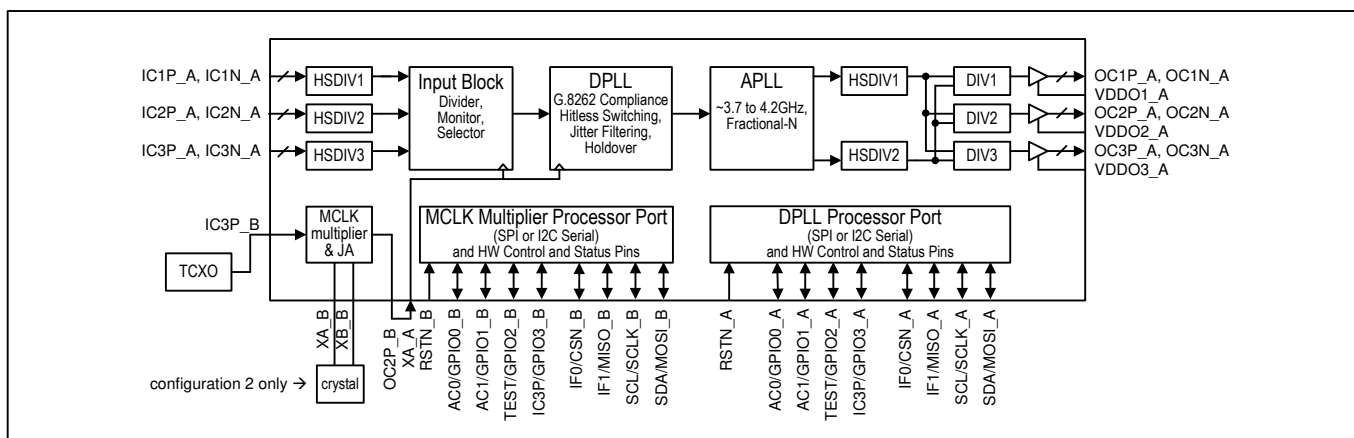 IC1P_A, IC1N_A
HSDIV1
IC2P_A, IC2N_A
HSDIV2
IC3P_A, IC3N_A
HSDIV3
Input Block
Divider,
Monitor,
Selector
DPLL
G.8262 Compliance
Hitless Switching,
Jitter Filtering,
Holdover
APLL
~3.7 to 4.2GHz,
Fractional-N
HSDIV1
HSDIV2
DIV1
DIV2
DIV3
OC1P_A, OC1N_A
VDDO1_A
OC2P_A, OC2N_A
VDDO2_A
OC3P_A, OC3N_A
VDDO3_A
IC3P_B
TCXO
MCLK
multiplier
& JA
MCLK Multiplier Processor Port
(SPI or I2C Serial)
and HW Control and Status Pins
DPLL Processor Port
(SPI or I2C Serial)
and HW Control and Status Pins
XA_B
XB_B
OC2P_B
XA_A
RSTN_B
AC0/GPIO0_B
AC1/GPIO1_B
TEST/GPIO2_B
IC3P/GPIO3_B
IF0/CSN_B
IF1/MISO_B
SCL/SCLK_B
SDA/MOSI_B
RSTN_A
AC0/GPIO0_A
AC1/GPIO1_A
TEST/GPIO2_A
IC3P/GPIO3_A
IF0/CSN_A
IF1/MISO_A
SCL/SCLK_A
SDA/MOSI_A
configuration 2 only →
crystal